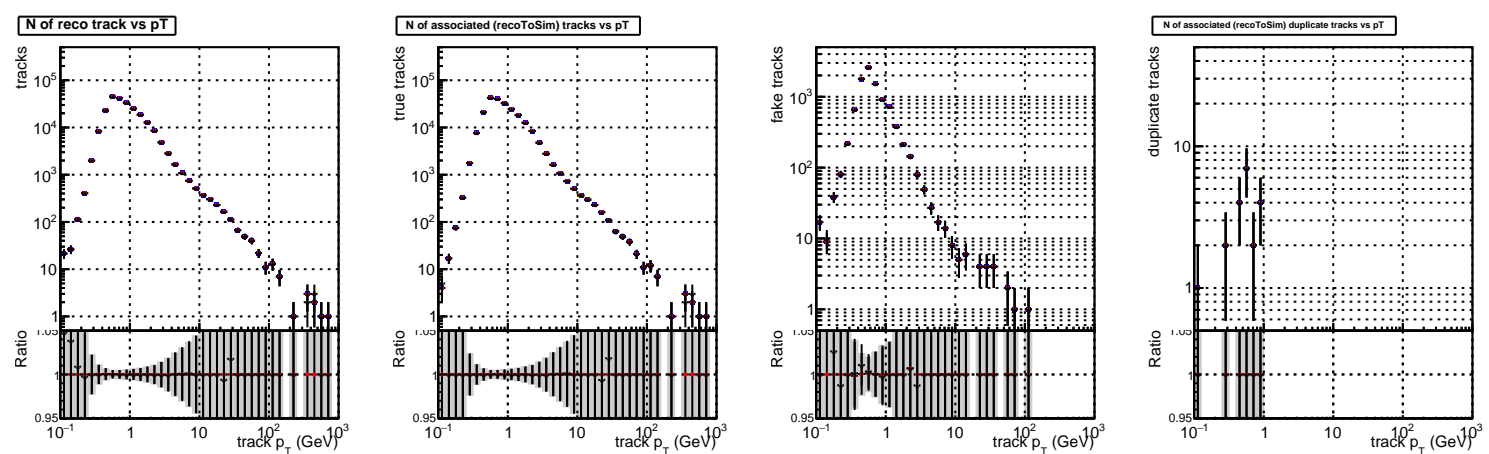 N of reco track vs pT
tracks
10^5
10^4
10^3
10^2
10
1
Ratio
1.05
1
0.95
10^-1 1 10 10^2 10^3
track p_T (GeV)
N of associated (recoToSim) tracks vs pT
true tracks
10^5
10^4
10^3
10^2
10
1
Ratio
1.05
1
0.95
10^-1 1 10 10^2 10^3
track p_T (GeV)
fake tracks
10^3
10^2
10
1
Ratio
1.05
1
0.95
10^-1 1 10 10^2 10^3
track p_T (GeV)
N of associated (recoToSim) duplicate tracks vs pT
duplicate tracks
10
1
Ratio
1.05
1
0.95
10^-1 1 10 10^2 10^3
track p_T (GeV)